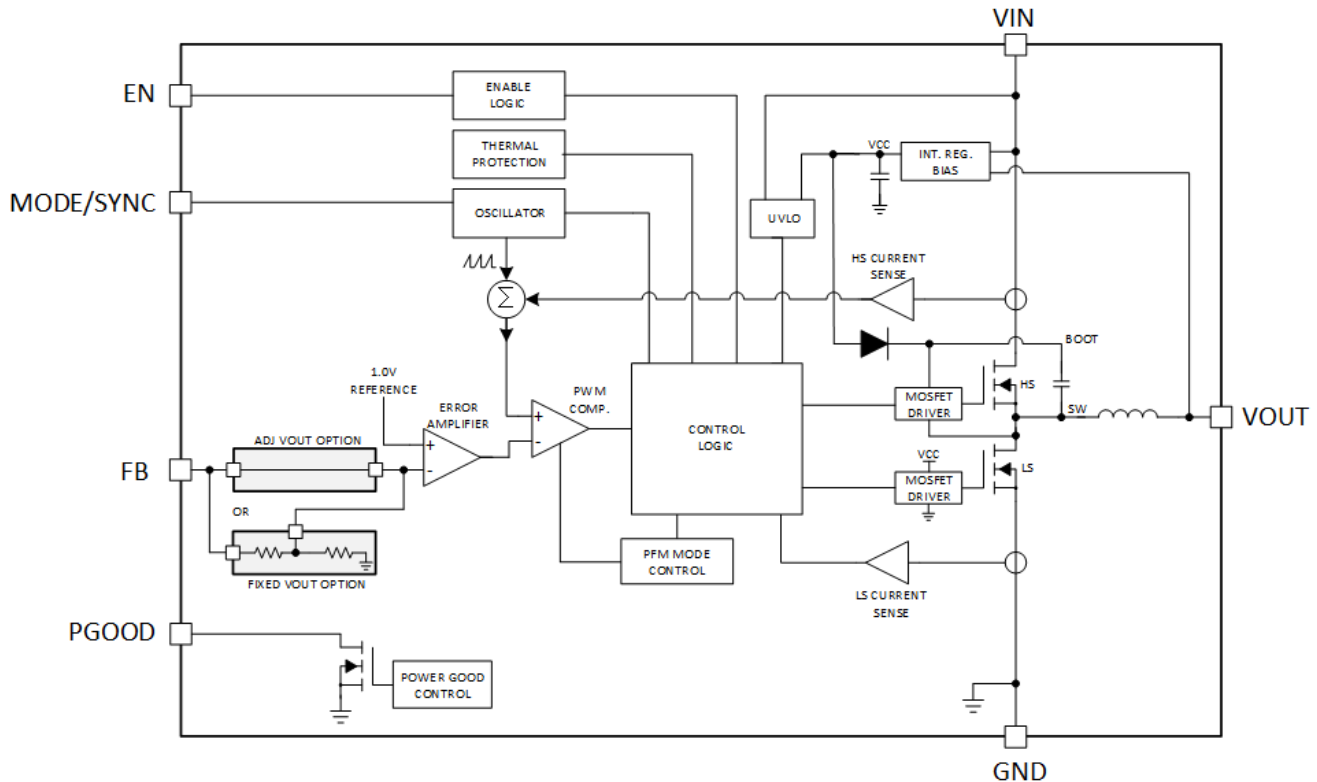 VIN
EN
ENABLE
LOGIC
THERMAL
PROTECTION
VCC
INT. REG.
BIAS
MODE/SYNC
OSCILLATOR
UVLO
HS CURRENT
SENSE
Σ
BOOT
1.0V
REFERENCE
ERROR
AMPLIFIER
PWM
COMP.
+
-
CONTROL
LOGIC
MOSFET
DRIVER
HS
SW
VOUT
ADJ VOUT OPTION
+
-
FB
VCC
MOSFET
DRIVER
LS
OR
FIXED VOUT OPTION
PFM MODE
CONTROL
LS CURRENT
SENSE
PGOOD
POWER GOOD
CONTROL
GND